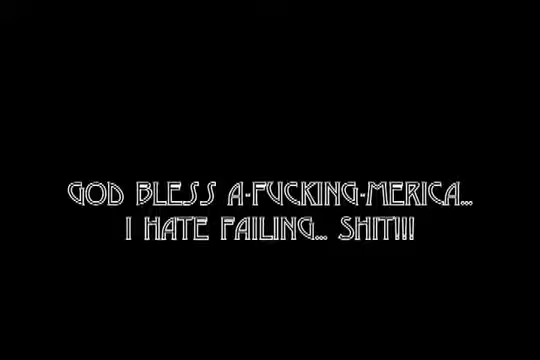 GOD BLESS A-FUCKING-MERICA...
I HATE FAILING... SHIT!!!